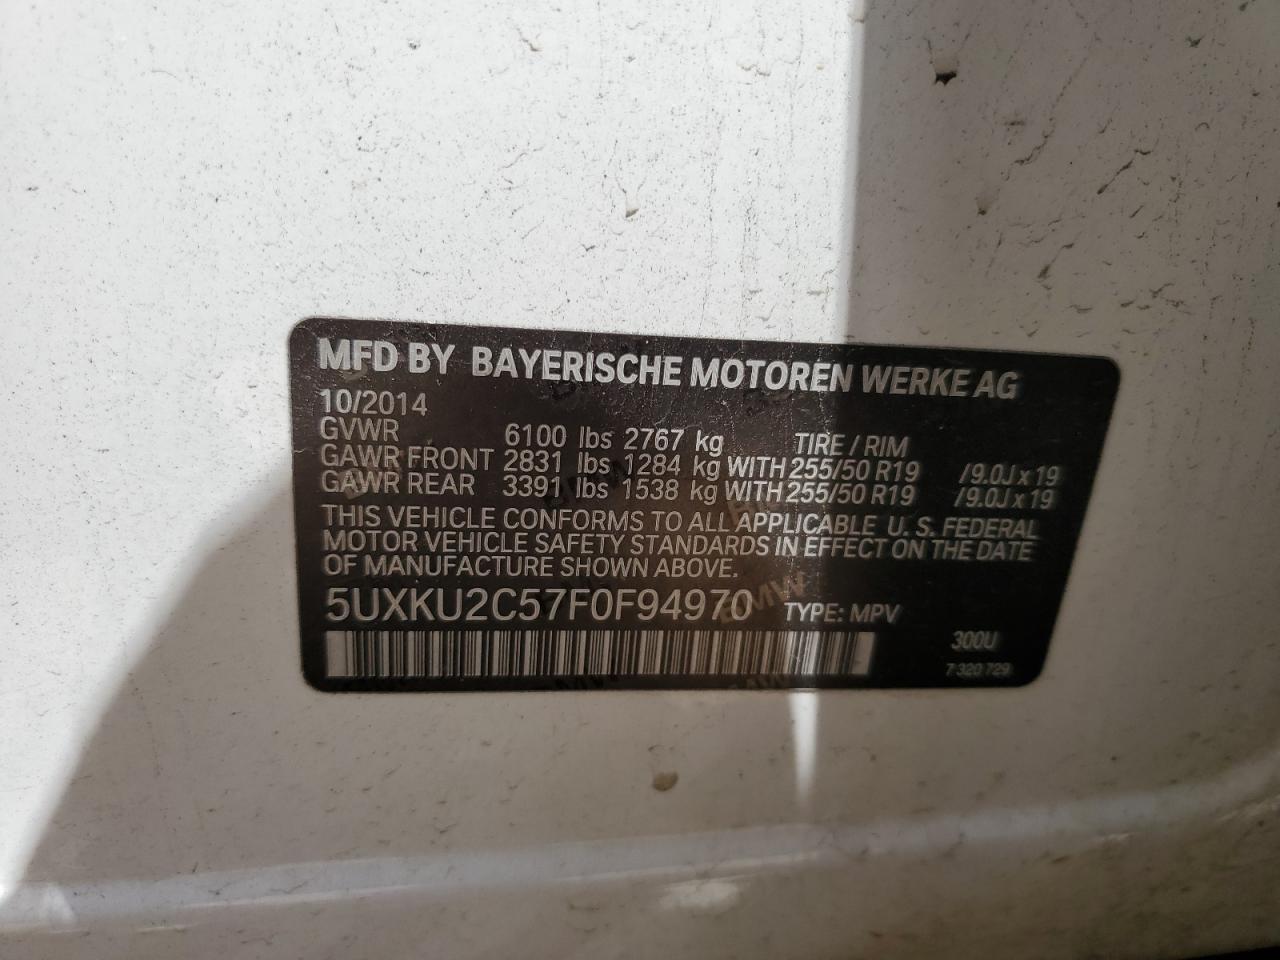 MFD BY BAYERISCHE MOTOREN WERKE AG
10/2014
GVWR 6100 lbs 2767 kg TIRE / RIM
GAWR FRONT 2831 lbs 1284 kg WITH 255/50 R19 /9.0J x 19
GAWR REAR 3391 lbs 1538 kg WITH 255/50 R19 /9.0J x 19
THIS VEHICLE CONFORMS TO ALL APPLICABLE U. S. FEDERAL
MOTOR VEHICLE SAFETY STANDARDS IN EFFECT ON THE DATE
OF MANUFACTURE SHOWN ABOVE.
5UXKU2C57F0F94970 TYPE: MPV
300U
7 320 729